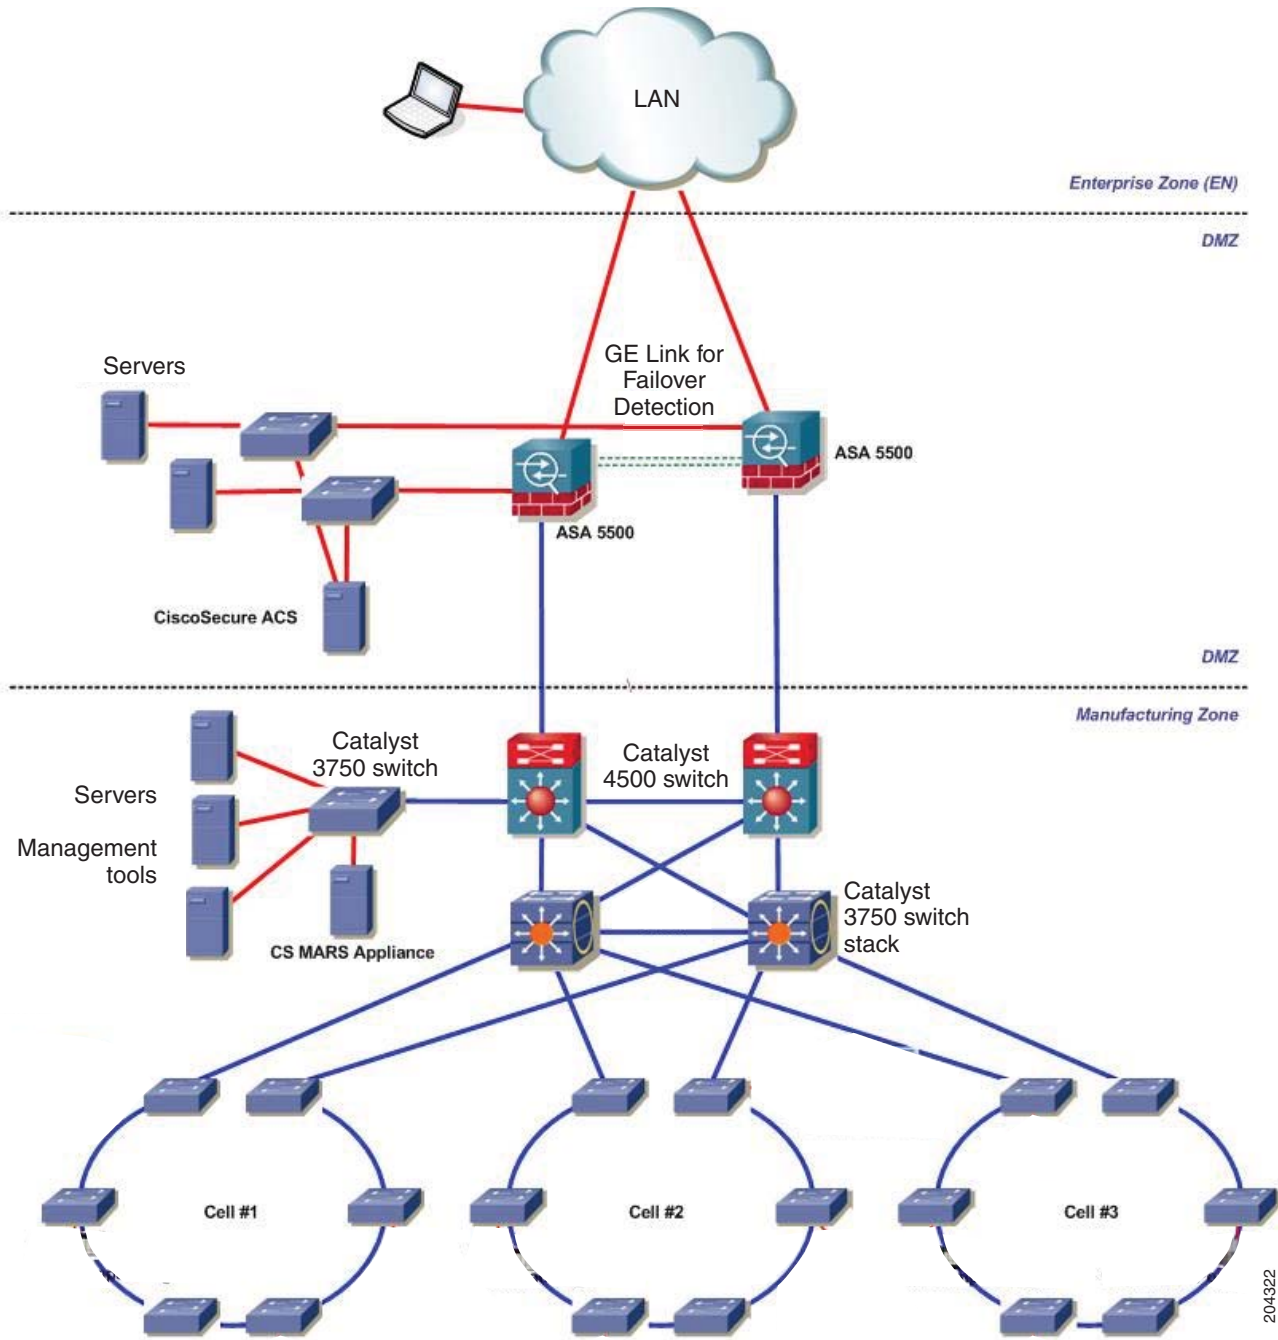 LAN
Enterprise Zone (EN)
DMZ
Servers
GE Link for
Failover
Detection
ASA 5500
ASA 5500
CiscoSecure ACS
DMZ
Manufacturing Zone
Catalyst
3750 switch
Catalyst
4500 switch
Servers
Management
tools
Catalyst
3750 switch
stack
CS MARS Appliance
Cell #1
Cell #2
Cell #3
204322